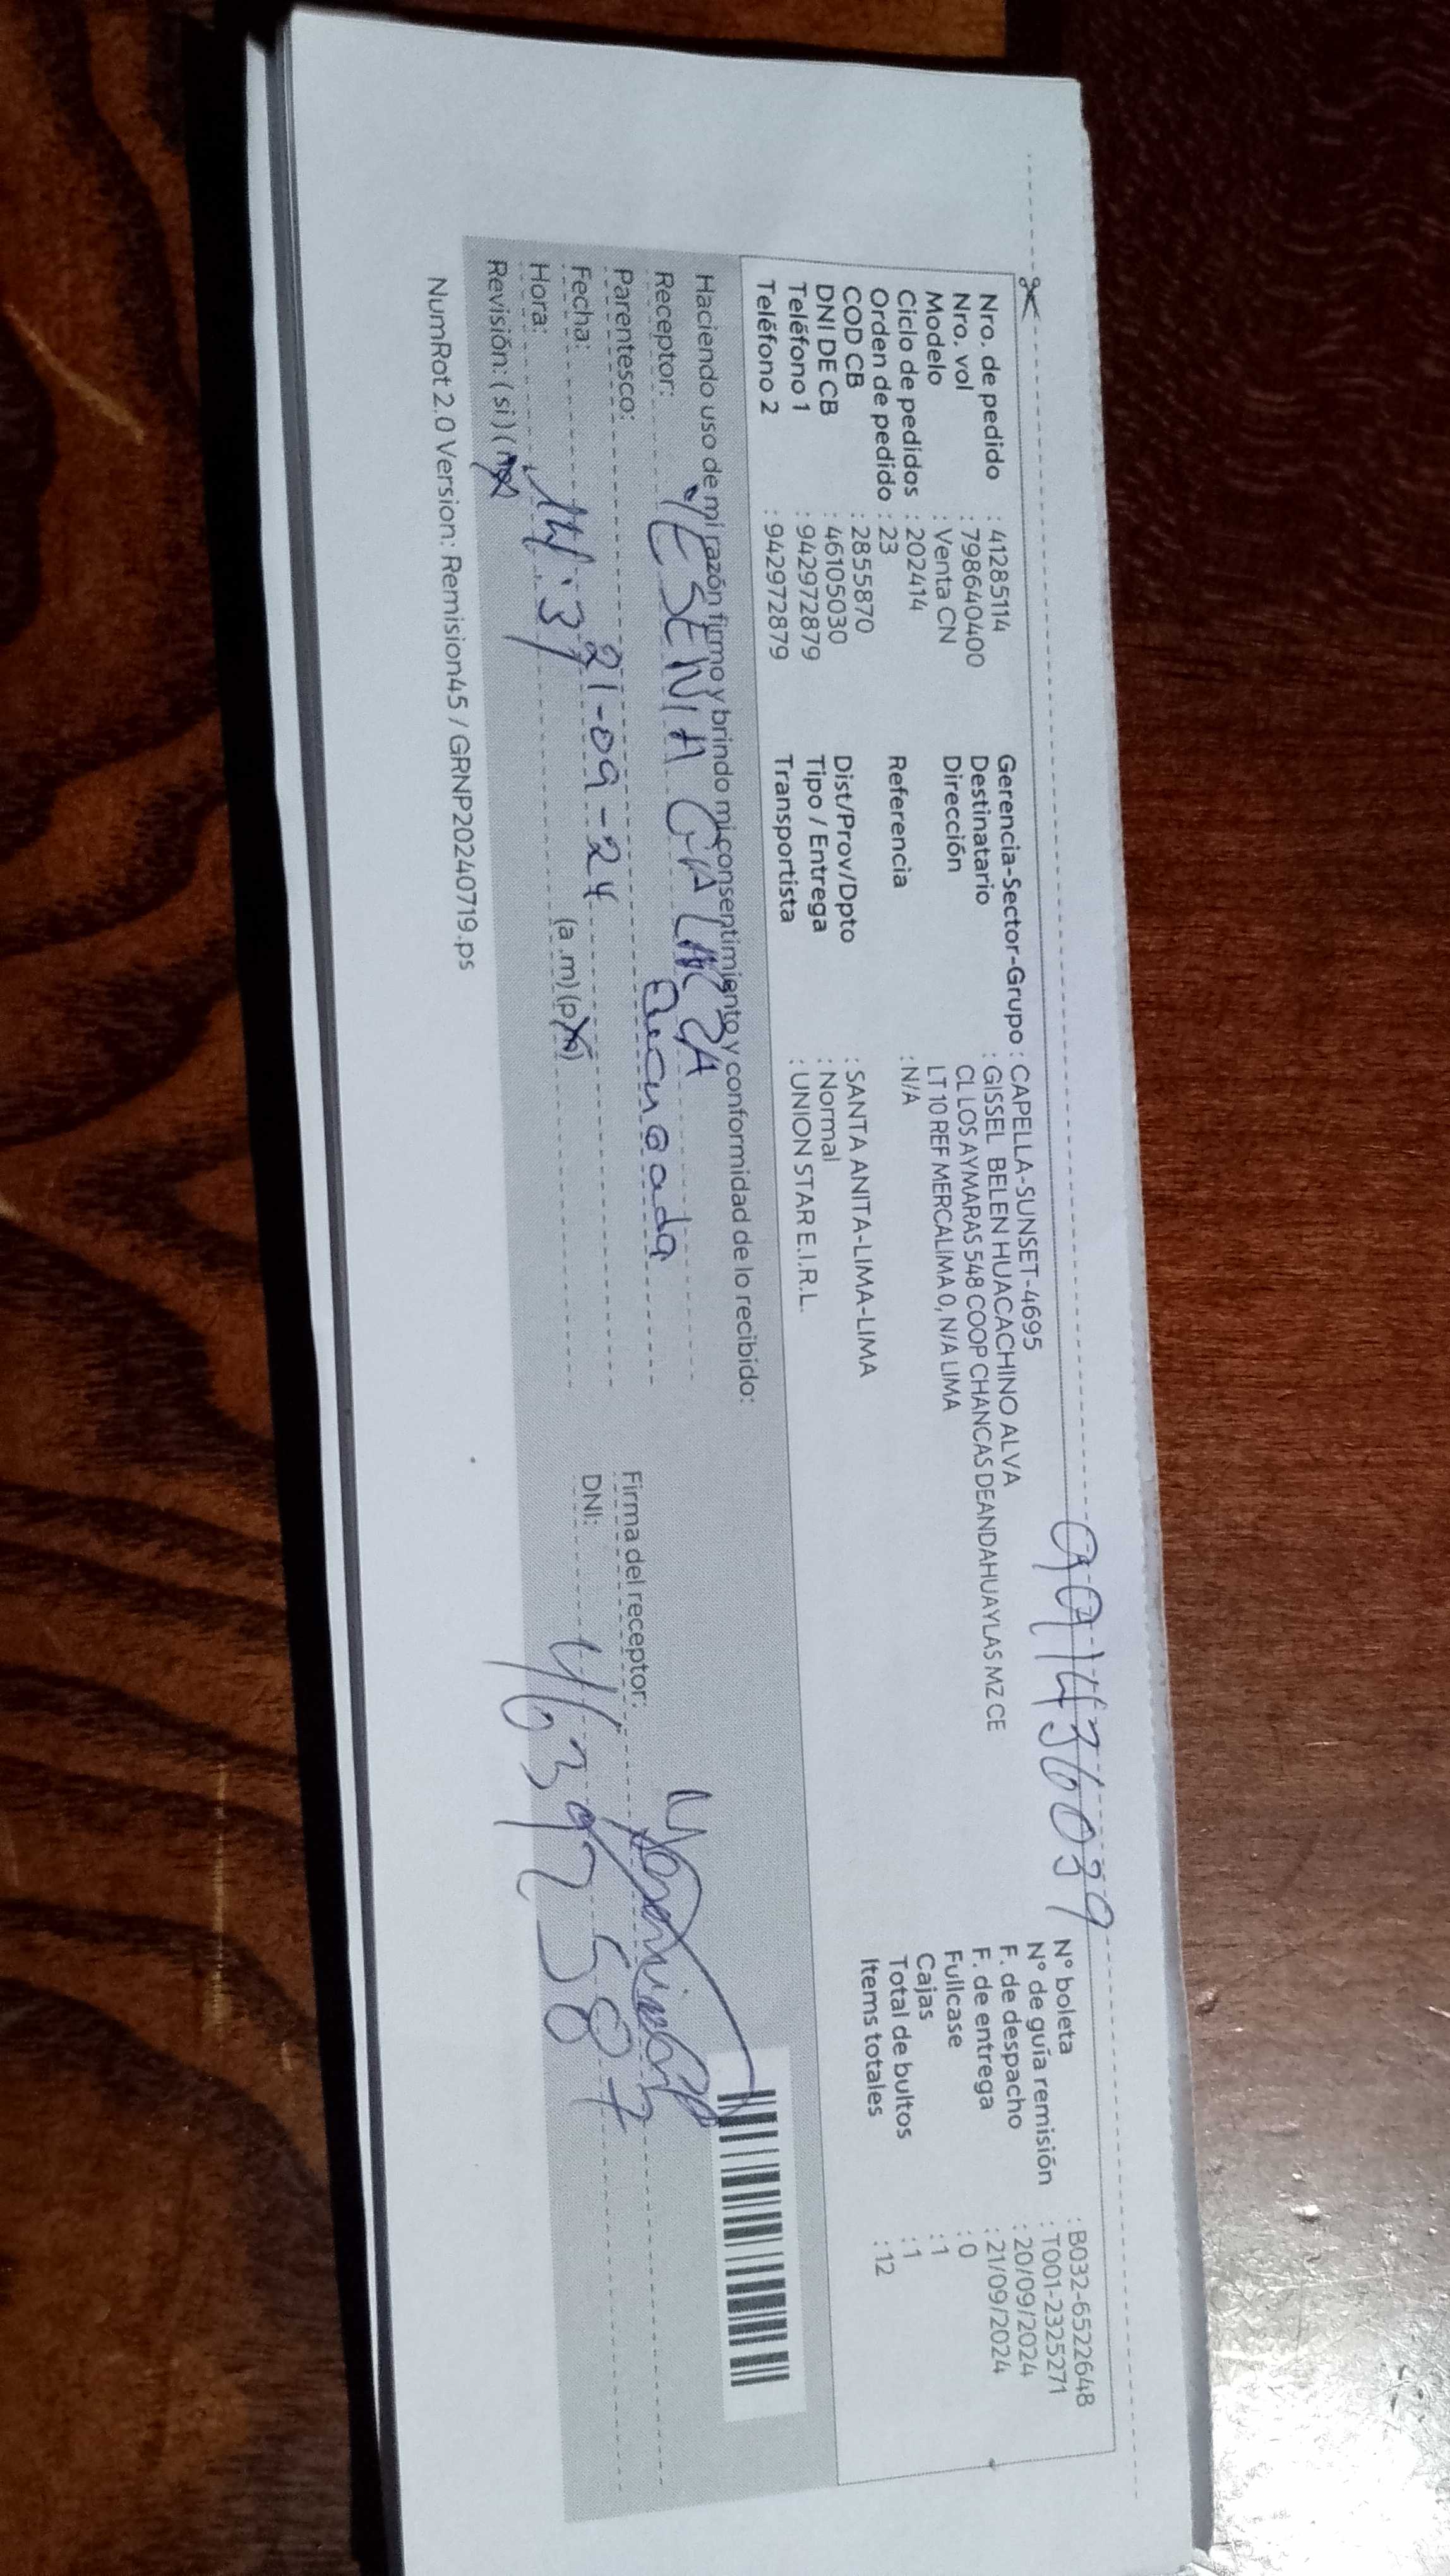 991436039
Nro. de pedido : 41285114
Nro. vol : 798640400
Modelo : Venta CN
Ciclo de pedidos : 202414
Orden de pedido : 23
COD CB : 2855870
DNI DE CB : 46105030
Teléfono 1 : 942972879
Teléfono 2 : 942972879
Gerencia-Sector-Grupo : CAPELLA-SUNSET-4695
Destinatario : GISSEL BELEN HUACACHINO ALVA
Dirección CL LOS AYMARAS 548 COOP CHANCAS DEANDAHUAYLAS MZ CE
LT 10 REF MERCALIMA 0, N/A LIMA
Referencia : N/A
Dist/Prov/Dpto : SANTA ANITA-LIMA-LIMA
Tipo / Entrega : Normal
Transportista : UNION STAR E.I.R.L.
N° boleta : B032-6522648
N° de guía remisión : T001-2325271
F. de despacho : 20/09/2024
F. de entrega : 21/09/2024
Fullcase : 0
Cajas : 1
Total de bultos : 1
Items totales : 12
Haciendo uso de mi razón firmo y brindo mi consentimiento y conformidad de lo recibido:
Receptor: YESENIA
Parentesco:
Fecha: 21-09-24
Hora: 14:37 (a.m) (p.m)
Revisión: ( si ) ( no )
Firma del receptor:
DNI:
NumRot 2.0 Version: Remision45 / GRNP20240719.ps